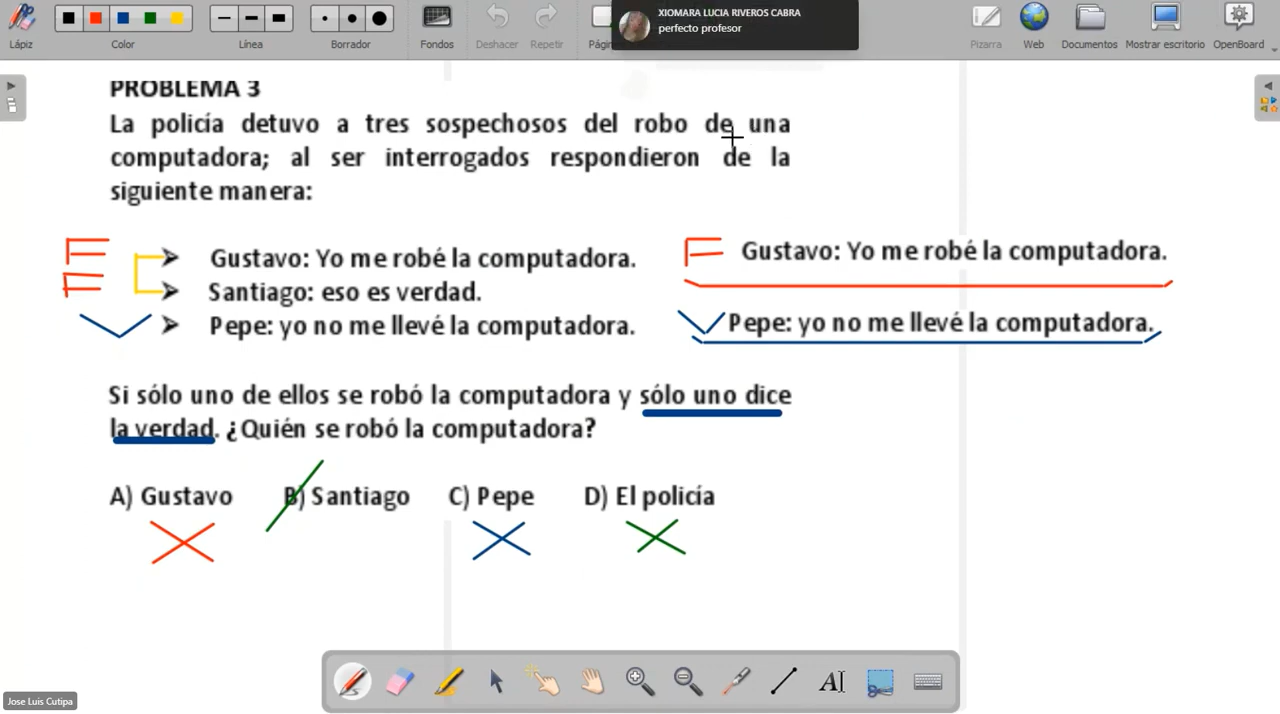 XIOMARA LUCIA RIVEROS CABRA
perfecto profesor
Lápiz
Color
Línea
Borrador
Fondos
Deshacer
Repetir
Pizarra
Web
Documentos
Mostrar escritorio
OpenBoard
PROBLEMA 3
La policía detuvo a tres sospechosos del robo de una
computadora; al ser interrogados respondieron de la
siguiente manera:
F
Gustavo: Yo me robé la computadora.
F
Santiago: eso es verdad.
Pepe: yo no me llevé la computadora.
F Gustavo: Yo me robé la computadora.
Pepe: yo no me llevé la computadora.
Si sólo uno de ellos se robó la computadora y sólo uno dice
la verdad. ¿Quién se robó la computadora?
A) Gustavo B) Santiago C) Pepe D) El policía
AI
Jose Luis Cutipa